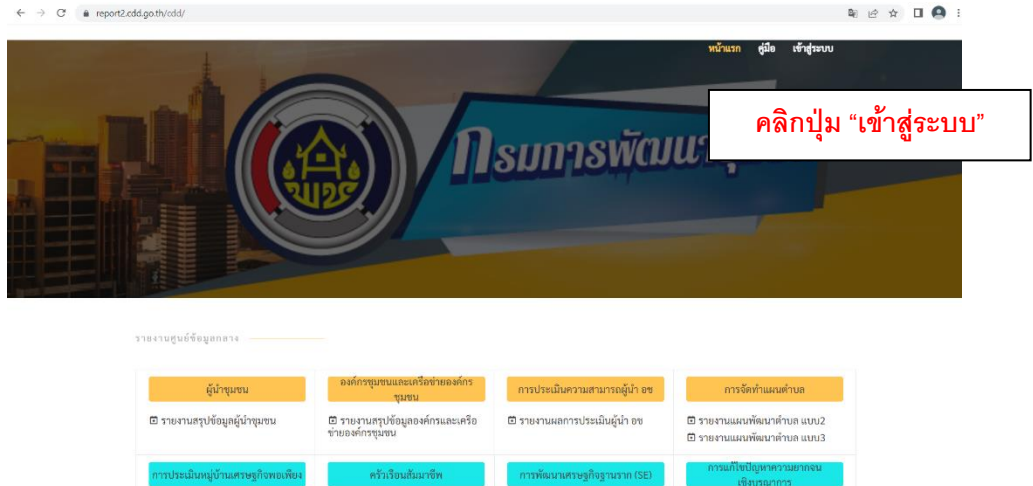 report2.cdd.go.th/cdd/
หน้าแรก คู่มือ เข้าสู่ระบบ
คลิกปุ่ม “เข้าสู่ระบบ”
กรมการพัฒนา
พช
รายงานศูนย์ข้อมูลกลาง
ผู้นำชุมชน
องค์กรชุมชนและเครือข่ายองค์กร
ชุมชน
การประเมินความสามารถผู้นำ อช
การจัดทำแผนตำบล
รายงานสรุปข้อมูลผู้นำชุมชน
รายงานสรุปข้อมูลองค์กรและเครือ
ข่ายองค์กรชุมชน
รายงานผลการประเมินผู้นำ อช
รายงานแผนพัฒนาตำบล แบบ2
รายงานแผนพัฒนาตำบล แบบ3
การประเมินหมู่บ้านเศรษฐกิจพอเพียง
ครัวเรือนสัมมาชีพ
การพัฒนาเศรษฐกิจฐานราก (SE)
การแก้ไขปัญหาความยากจน
เชิงบูรณาการ